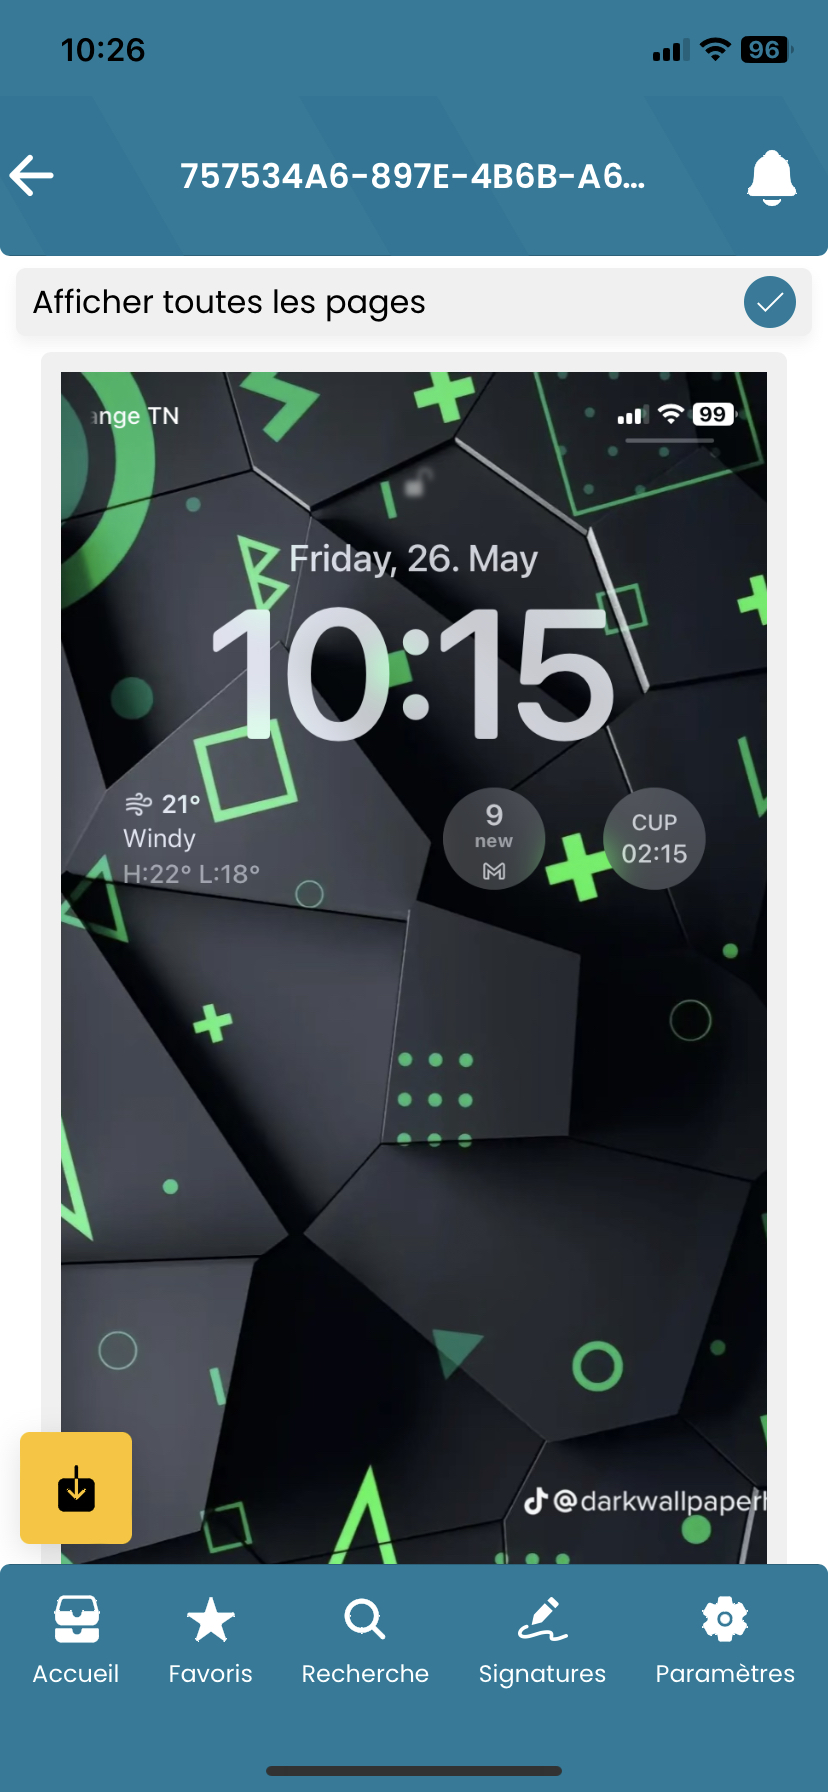 10:26
96
757534A6-897E-4B6B-A6...
Afficher toutes les pages
ange TN
99
Friday, 26. May
10:15
21°
Windy
H:22° L:18°
9
new
CUP
02:15
@darkwallpaper
Accueil
Favoris
Recherche
Signatures
Paramètres